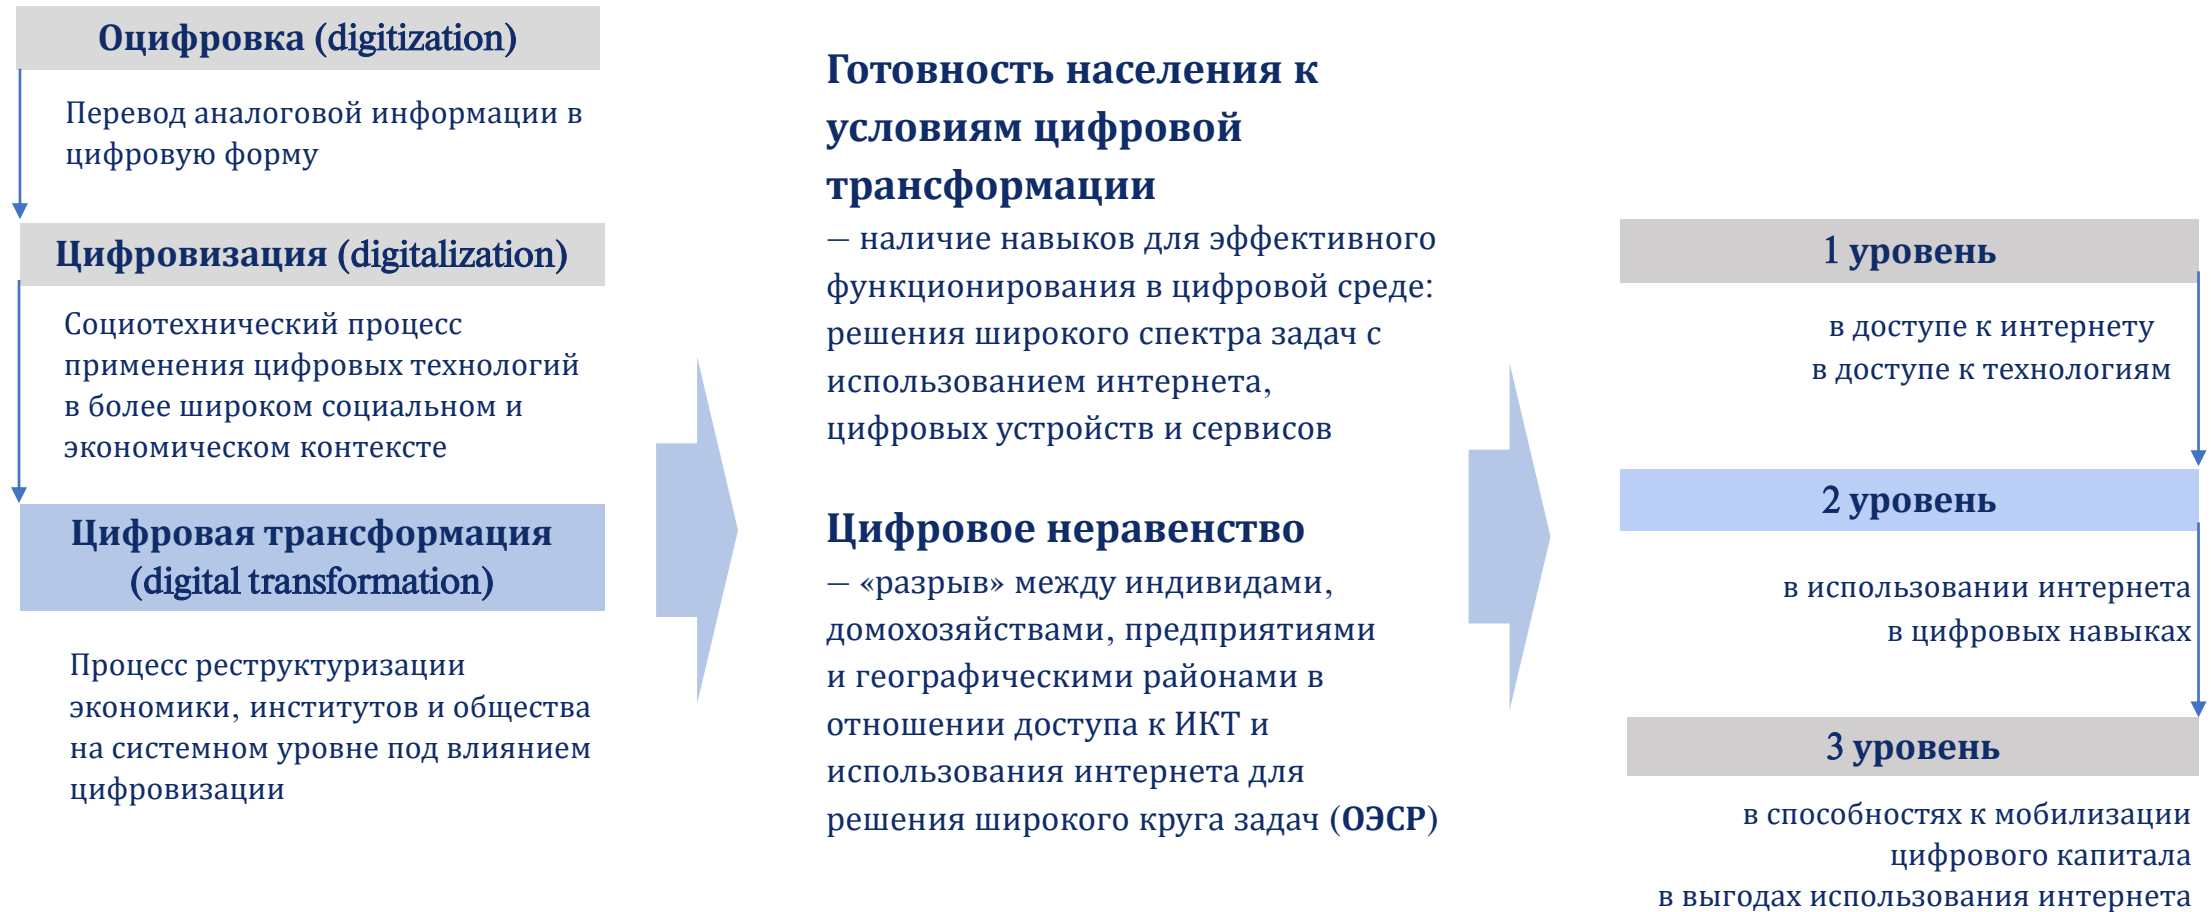 Оцифровка (digitization)
Перевод аналоговой информации в
цифровую форму
Цифровизация (digitalization)
Социотехнический процесс
применения цифровых технологий
в более широком социальном и
экономическом контексте
Цифровая трансформация
(digital transformation)
Процесс реструктуризации
экономики, институтов и общества
на системном уровне под влиянием
цифровизации
Готовность населения к
условиям цифровой
трансформации
– наличие навыков для эффективного
функционирования в цифровой среде:
решения широкого спектра задач с
использованием интернета,
цифровых устройств и сервисов
Цифровое неравенство
– «разрыв» между индивидами,
домохозяйствами, предприятиями
и географическими районами в
отношении доступа к ИКТ и
использования интернета для
решения широкого круга задач (ОЭСР)
1 уровень
в доступе к интернету
в доступе к технологиям
2 уровень
в использовании интернета
в цифровых навыках
3 уровень
в способностях к мобилизации
цифрового капитала
в выгодах использования интернета